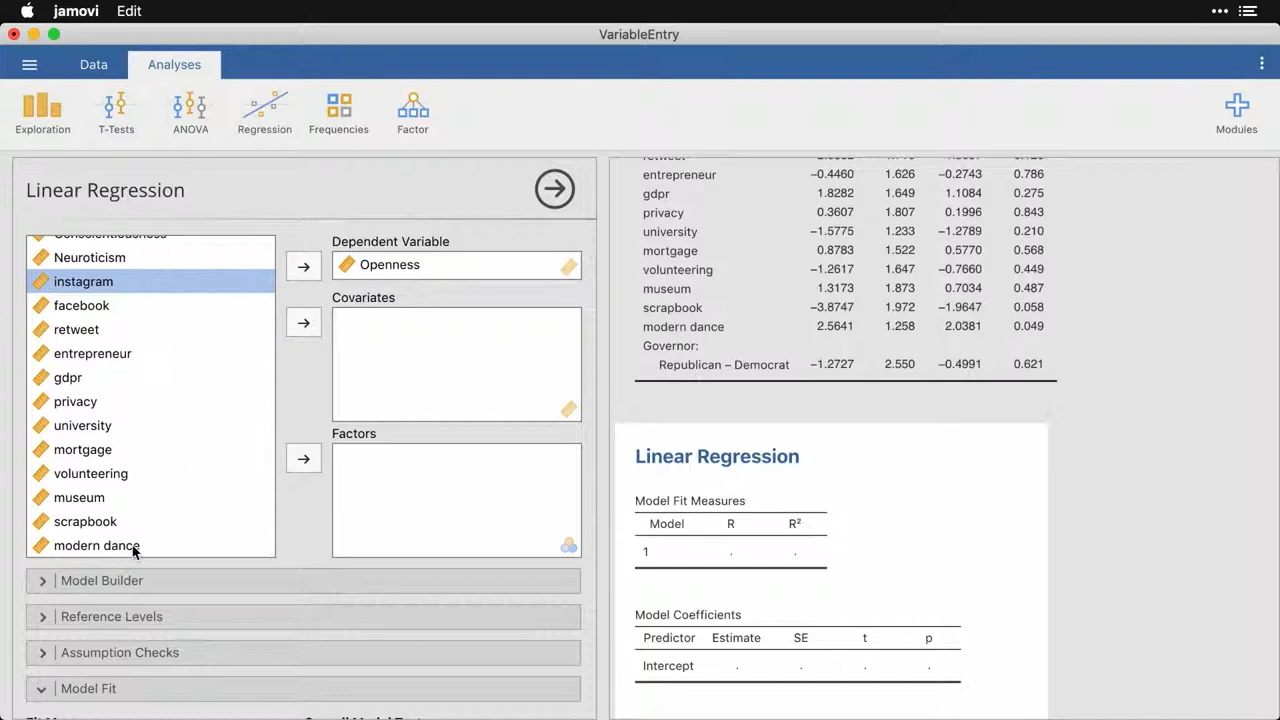 jamovi Edit
VariableEntry
Data Analyses
Exploration T-Tests ANOVA Regression Frequencies Factor Modules
Linear Regression
Conscientiousness
Neuroticism
instagram
facebook
retweet
entrepreneur
gdpr
privacy
university
mortgage
volunteering
museum
scrapbook
modern dance
Dependent Variable
Openness
Covariates
Factors
Model Builder
Reference Levels
Assumption Checks
Model Fit
retweet
entrepreneur −0.4460 1.626 −0.2743 0.786
gdpr 1.8282 1.649 1.1084 0.275
privacy 0.3607 1.807 0.1996 0.843
university −1.5775 1.233 −1.2789 0.210
mortgage 0.8783 1.522 0.5770 0.568
volunteering −1.2617 1.647 −0.7660 0.449
museum 1.3173 1.873 0.7034 0.487
scrapbook −3.8747 1.972 −1.9647 0.058
modern dance 2.5641 1.258 2.0381 0.049
Governor:
Republican – Democrat −1.2727 2.550 −0.4991 0.621
Linear Regression
Model Fit Measures
Model R R²
1 . .
Model Coefficients
Predictor Estimate SE t p
Intercept . . . .